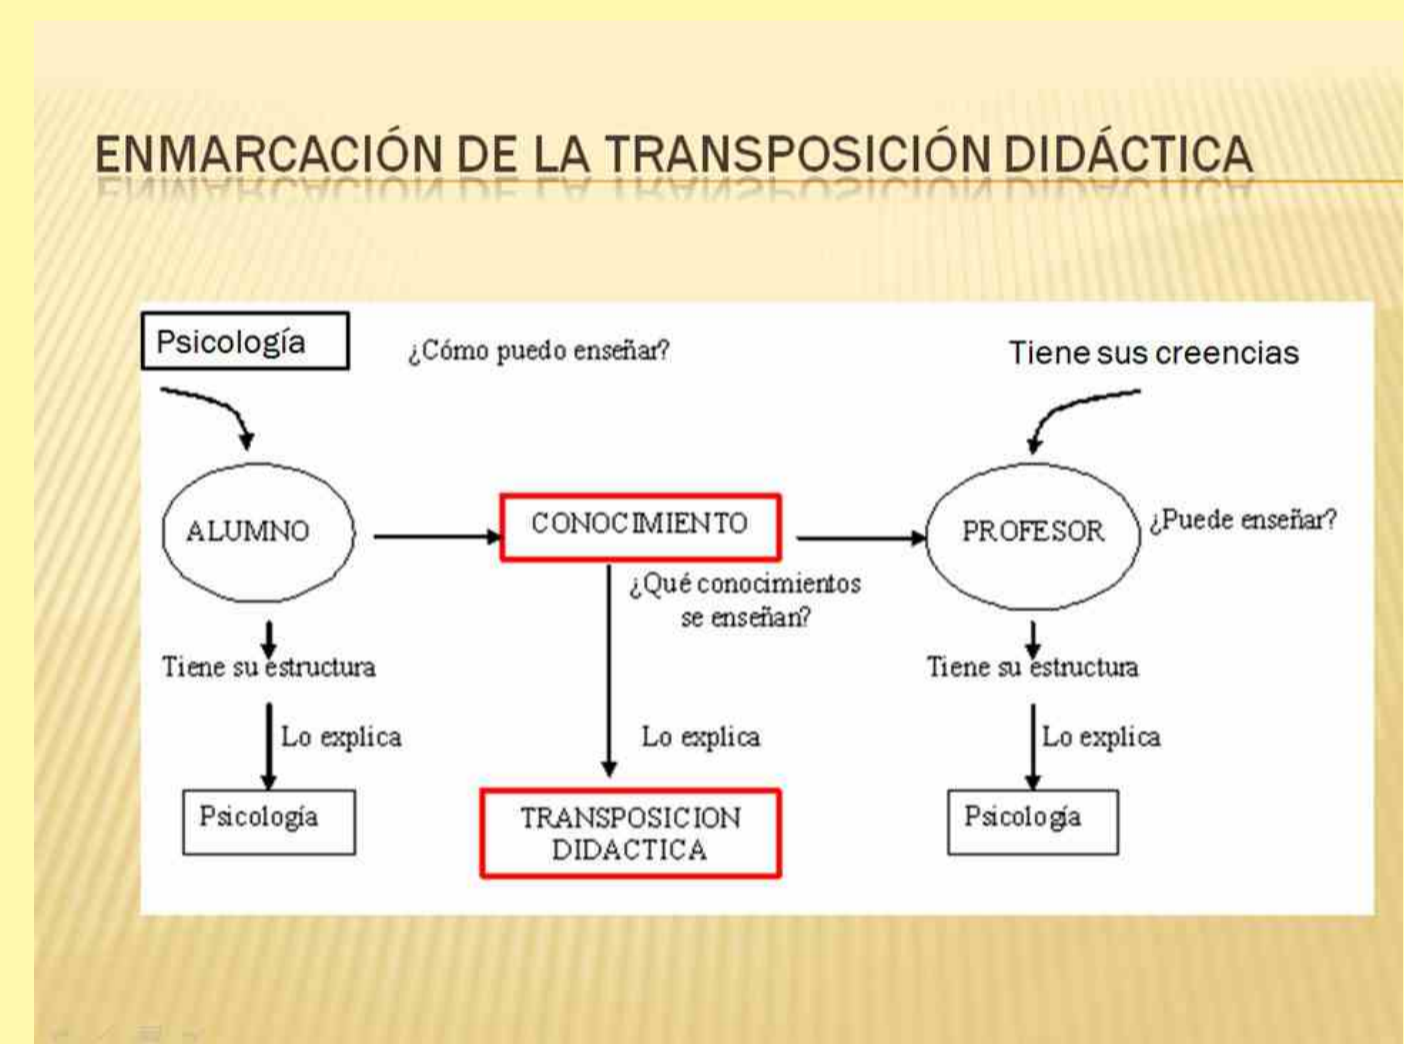 ENMARCACIÓN DE LA TRANSPOSICIÓN DIDÁCTICA
Psicología
¿Cómo puedo enseñar?
Tiene sus creencias
ALUMNO
CONOCIMIENTO
PROFESOR
¿Puede enseñar?
¿Qué conocimientos
se enseñan?
Tiene su estructura
Tiene su estructura
Lo explica
Lo explica
Lo explica
Psicología
TRANSPOSICION
DIDACTICA
Psicología